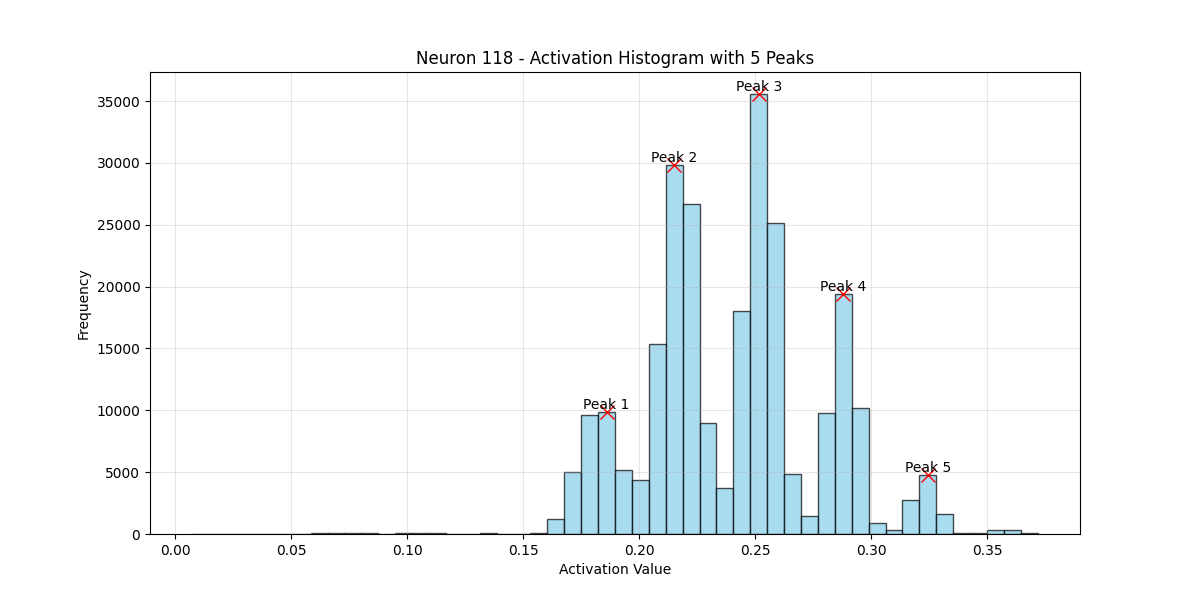 Neuron 118 - Activation Histogram with 5 Peaks
Frequency
35000
30000
25000
20000
15000
10000
5000
0
Peak 3
Peak 2
Peak 4
Peak 1
Peak 5
0.00 0.05 0.10 0.15 0.20 0.25 0.30 0.35
Activation Value